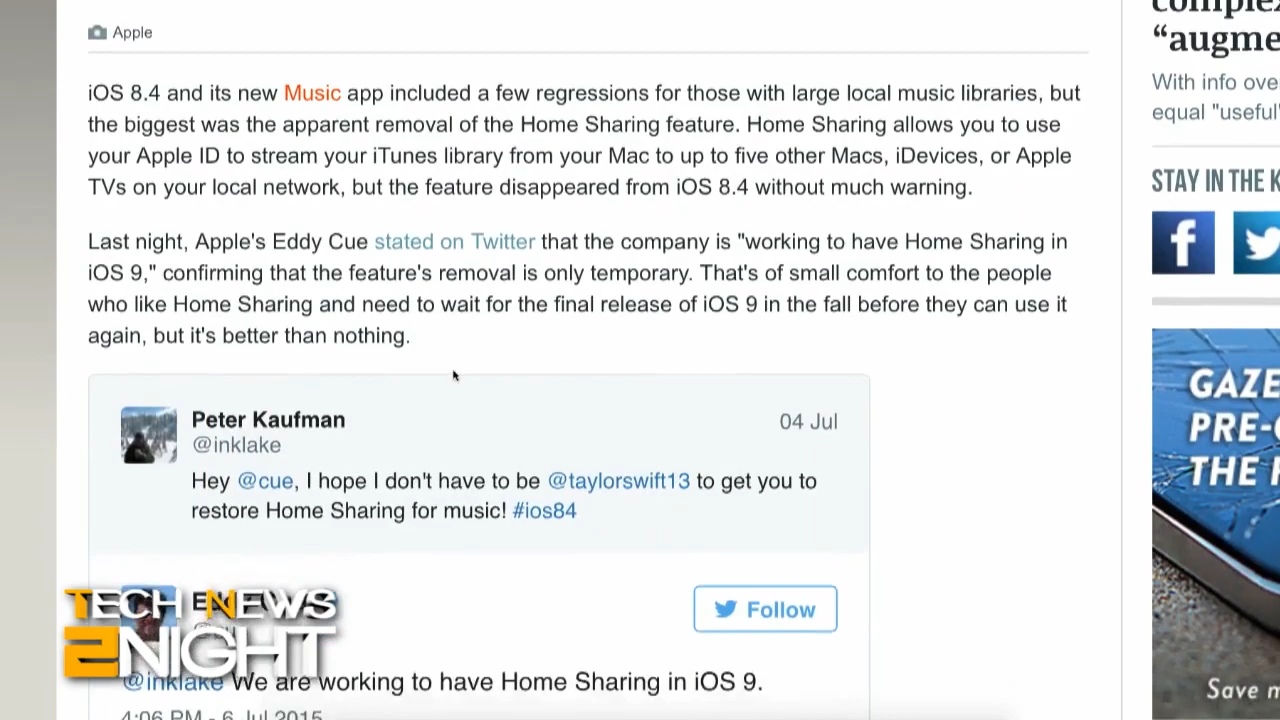 Apple
iOS 8.4 and its new Music app included a few regressions for those with large local music libraries, but
the biggest was the apparent removal of the Home Sharing feature. Home Sharing allows you to use
your Apple ID to stream your iTunes library from your Mac to up to five other Macs, iDevices, or Apple
TVs on your local network, but the feature disappeared from iOS 8.4 without much warning.
Last night, Apple's Eddy Cue stated on Twitter that the company is "working to have Home Sharing in
iOS 9," confirming that the feature's removal is only temporary. That's of small comfort to the people
who like Home Sharing and need to wait for the final release of iOS 9 in the fall before they can use it
again, but it's better than nothing.
Peter Kaufman
04 Jul
@inklake
Hey @cue, I hope I don't have to be @taylorswift13 to get you to
restore Home Sharing for music! #ios84
Follow
@inklake We are working to have Home Sharing in iOS 9.
4:06 PM - 6 Jul 2015
TECH NEWS
2NIGHT
“augme
With info ove
equal "useful
STAY IN THE K
GAZE
PRE-
THE
Save m